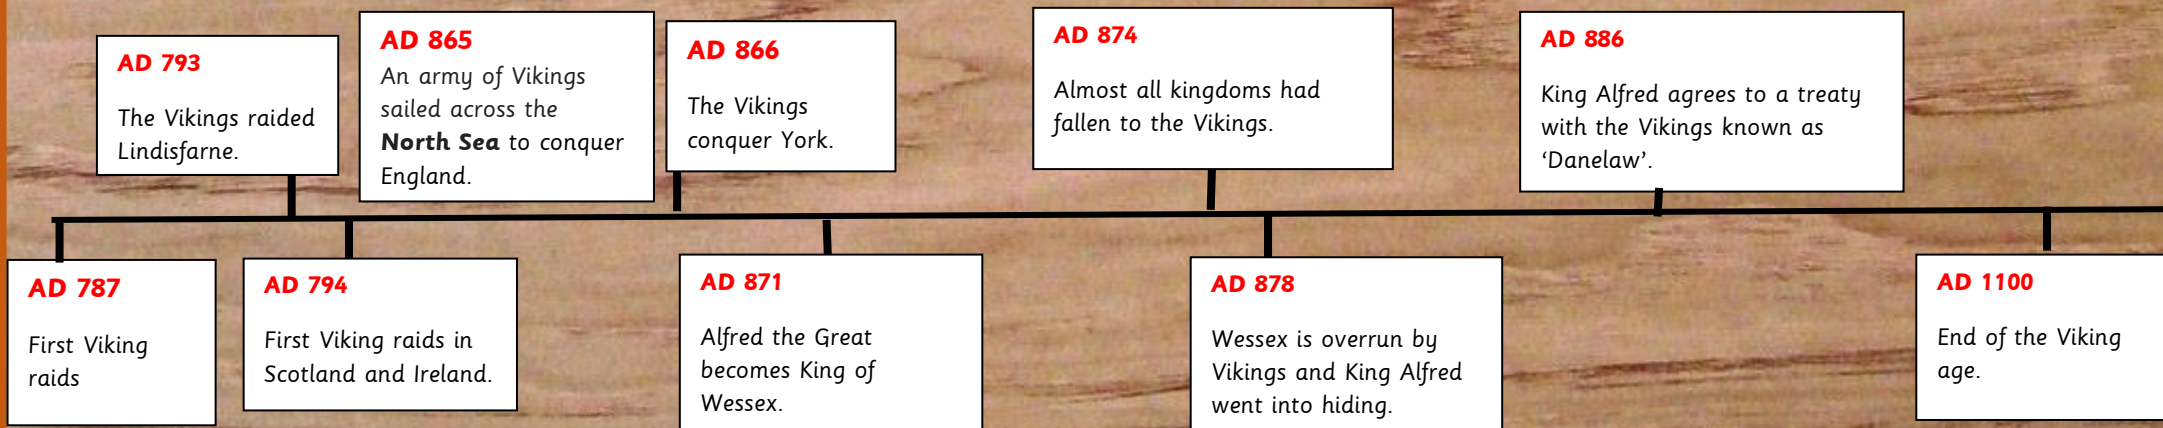 AD 793
The Vikings raided
Lindisfarne.
AD 865
An army of Vikings
sailed across the
North Sea to conquer
England.
AD 866
The Vikings
conquer York.
AD 874
Almost all kingdoms had
fallen to the Vikings.
AD 886
King Alfred agrees to a treaty
with the Vikings known as
‘Danelaw’.
AD 787
First Viking
raids
AD 794
First Viking raids in
Scotland and Ireland.
AD 871
Alfred the Great
becomes King of
Wessex.
AD 878
Wessex is overrun by
Vikings and King Alfred
went into hiding.
AD 1100
End of the Viking
age.